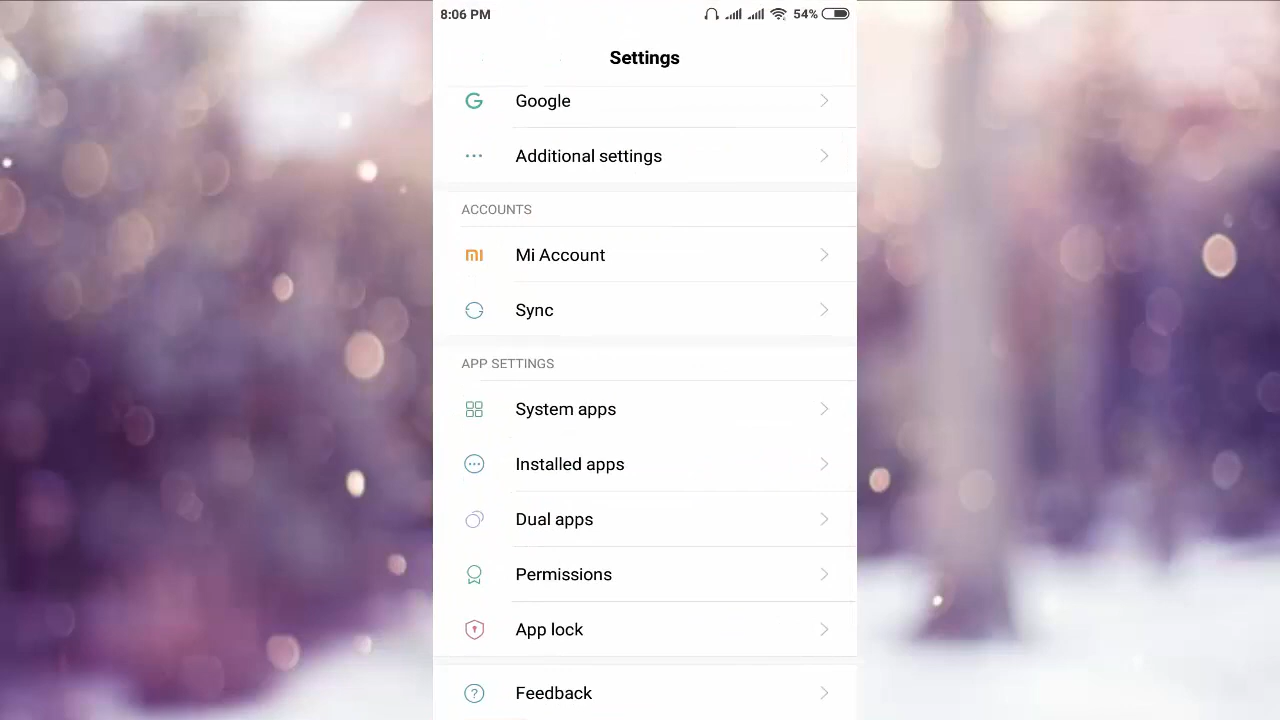 8:06 PM 54%
Settings
Google
Additional settings
ACCOUNTS
Mi Account
Sync
APP SETTINGS
System apps
Installed apps
Dual apps
Permissions
App lock
Feedback